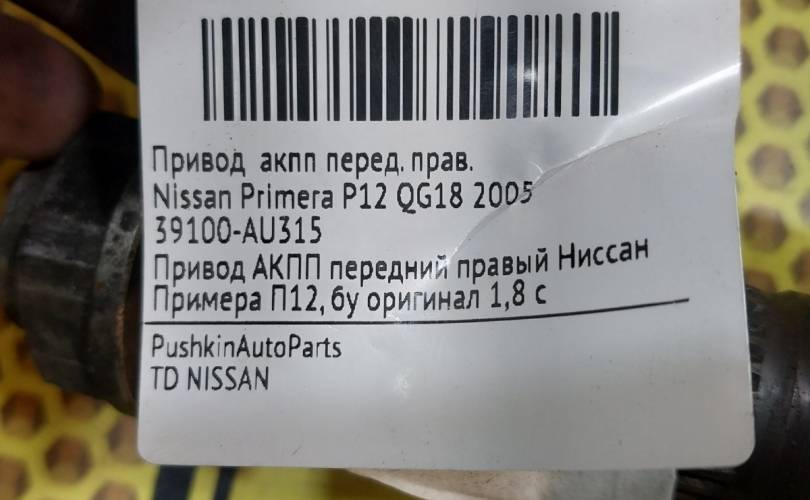 Привод акпп перед. прав.
Nissan Primera P12 QG18 2005
39100-AU315
Привод АКПП передний правый Ниссан
Примера П12, бу оригинал 1,8 с
PushkinAutoParts
TD NISSAN